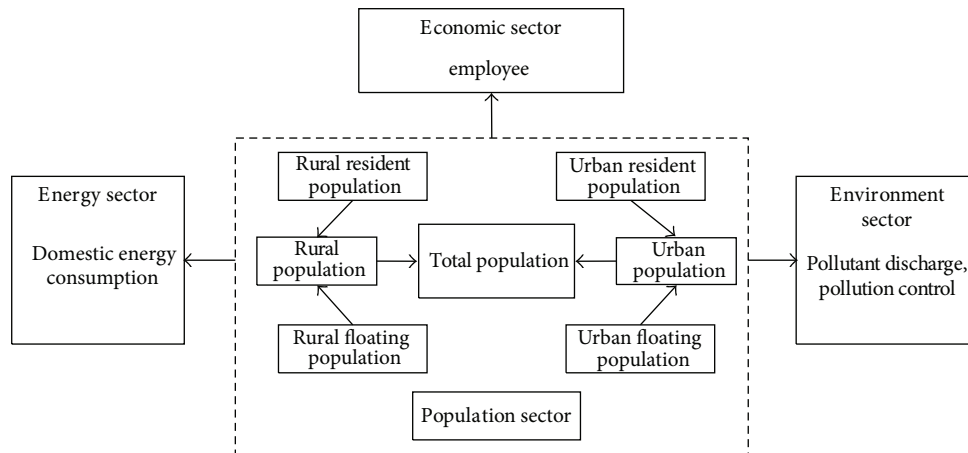 Economic sector
employee
Rural resident
population
Urban resident
population
Energy sector
Domestic energy
consumption
Rural
population
Total population
Urban
population
Environment
sector
Pollutant discharge,
pollution control
Rural floating
population
Urban floating
population
Population sector